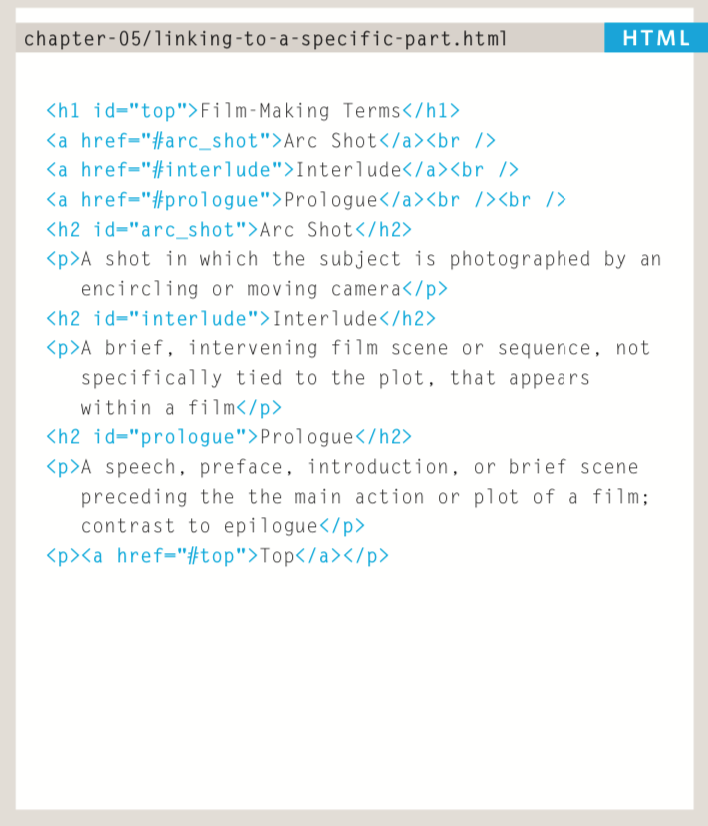 chapter-05/linking-to-a-specific-part.html HTML
<h1 id="top">Film-Making Terms</h1>
<a href="#arc_shot">Arc Shot</a><br />
<a href="#interlude">Interlude</a><br />
<a href="#prologue">Prologue</a><br /><br />
<h2 id="arc_shot">Arc Shot</h2>
<p>A shot in which the subject is photographed by an
encircling or moving camera</p>
<h2 id="interlude">Interlude</h2>
<p>A brief, intervening film scene or sequence, not
specifically tied to the plot, that appears
within a film</p>
<h2 id="prologue">Prologue</h2>
<p>A speech, preface, introduction, or brief scene
preceding the the main action or plot of a film;
contrast to epilogue</p>
<p><a href="#top">Top</a></p>